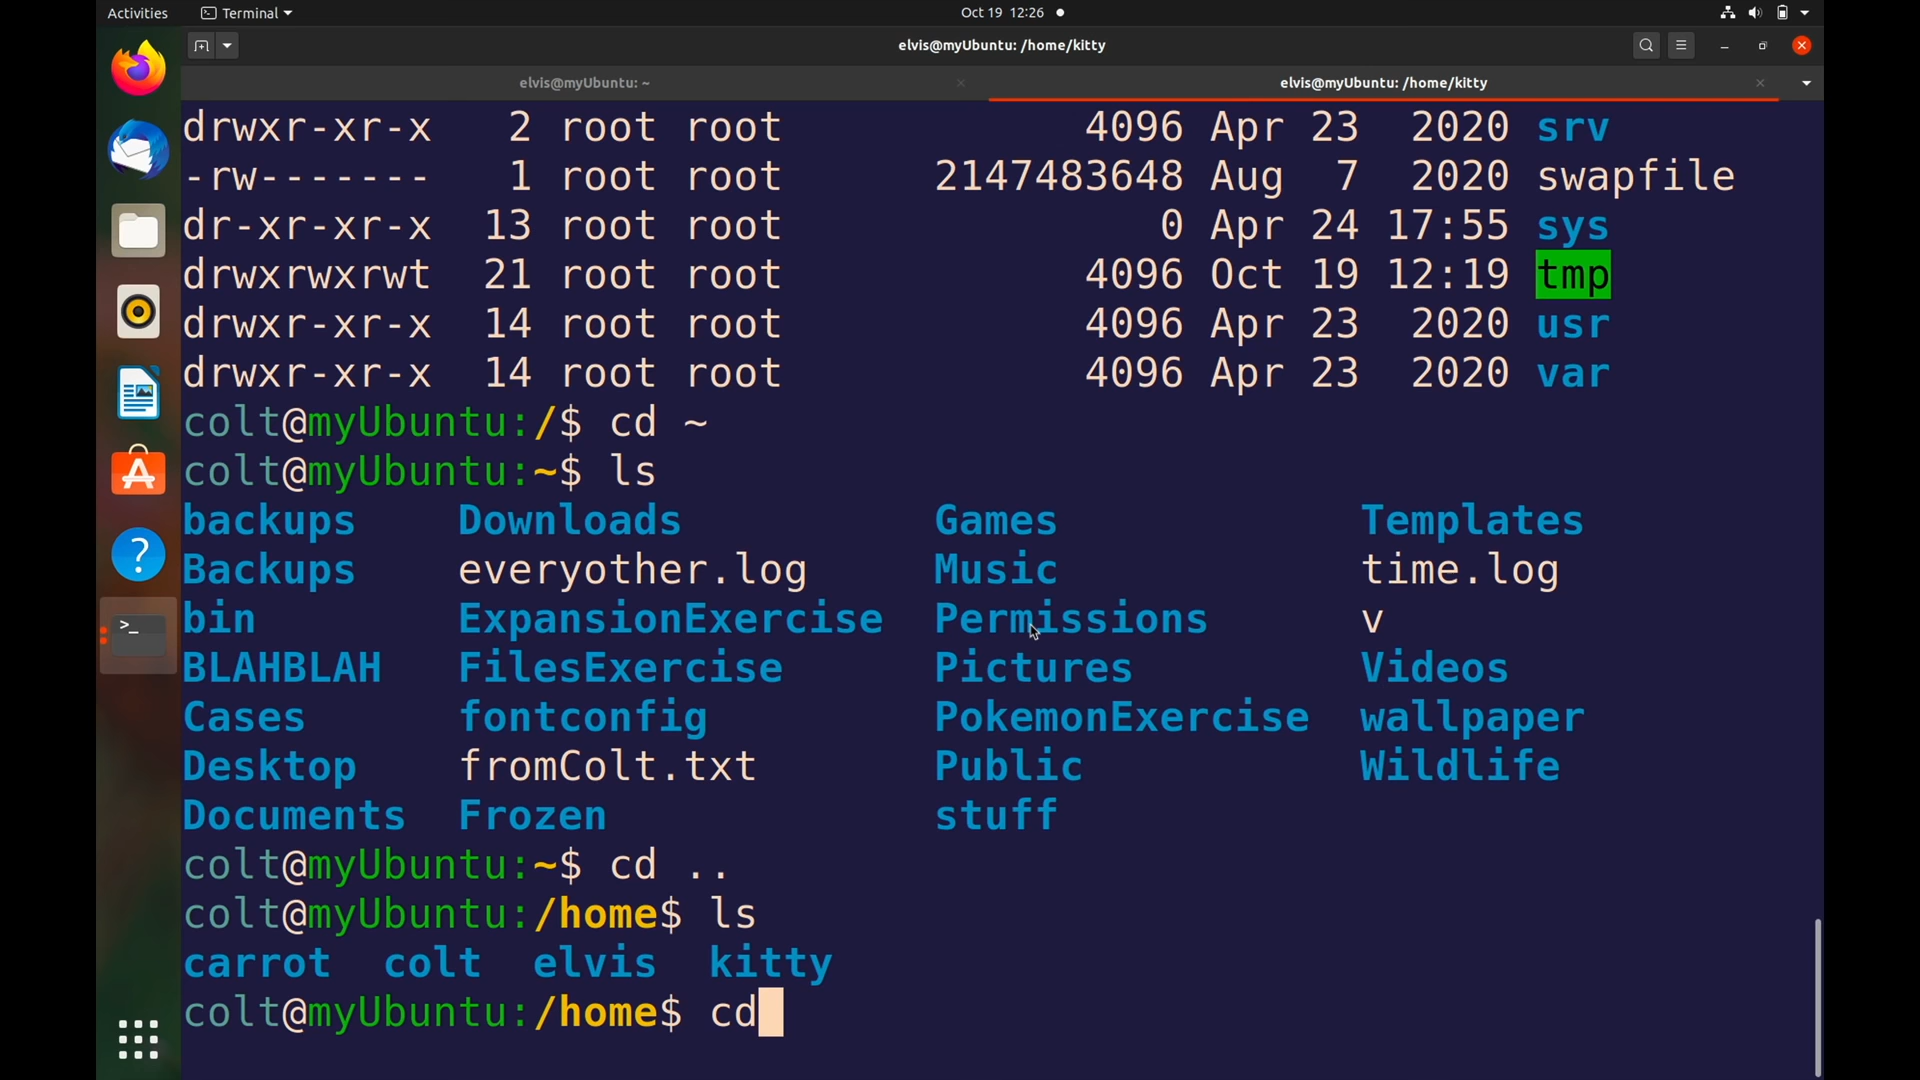 Activities Terminal Oct 19 12:26
elvis@myUbuntu: /home/kitty
elvis@myUbuntu: ~ elvis@myUbuntu: /home/kitty
drwxr-xr-x 2 root root 4096 Apr 23 2020 srv
-rw------- 1 root root 2147483648 Aug 7 2020 swapfile
dr-xr-xr-x 13 root root 0 Apr 24 17:55 sys
drwxrwxrwt 21 root root 4096 Oct 19 12:19 tmp
drwxr-xr-x 14 root root 4096 Apr 23 2020 usr
drwxr-xr-x 14 root root 4096 Apr 23 2020 var
colt@myUbuntu:/$ cd ~
colt@myUbuntu:~$ ls
backups Downloads Games Templates
Backups everyother.log Music time.log
bin ExpansionExercise Permissions v
BLAHBLAH FilesExercise Pictures Videos
Cases fontconfig PokemonExercise wallpaper
Desktop fromColt.txt Public Wildlife
Documents Frozen stuff
colt@myUbuntu:~$ cd ..
colt@myUbuntu:/home$ ls
carrot colt elvis kitty
colt@myUbuntu:/home$ cd